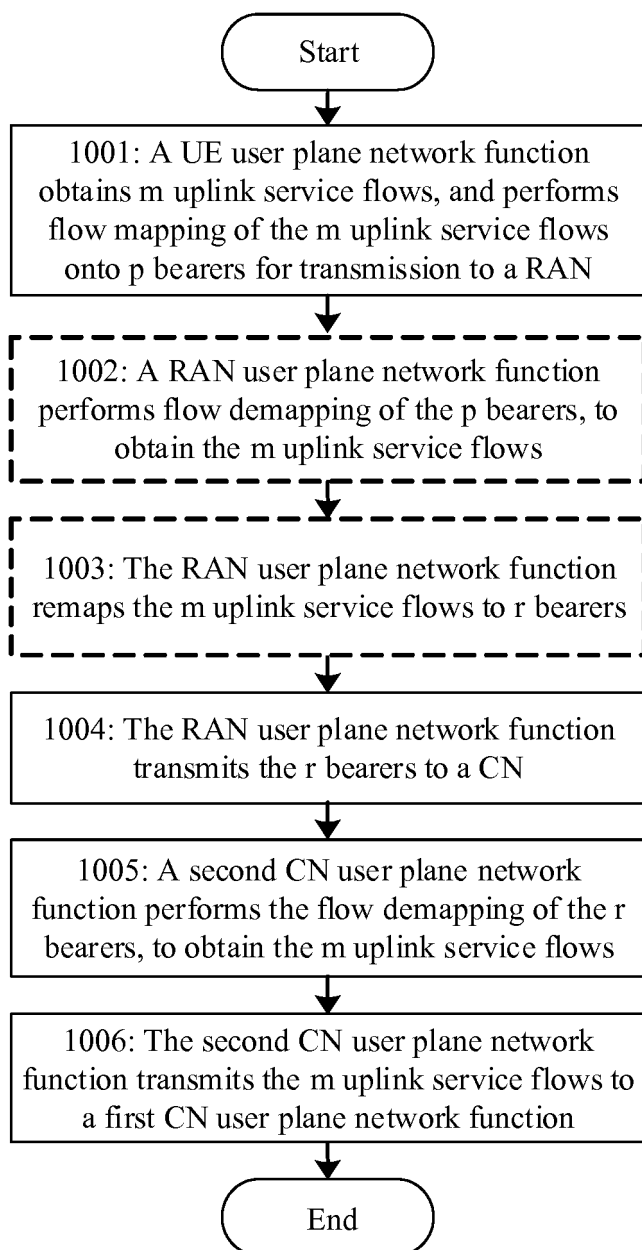 Start
1001: A UE user plane network function
obtains m uplink service flows, and performs
flow mapping of the m uplink service flows
onto p bearers for transmission to a RAN
1002: A RAN user plane network function
performs flow demapping of the p bearers, to
obtain the m uplink service flows
1003: The RAN user plane network function
remaps the m uplink service flows to r bearers
1004: The RAN user plane network function
transmits the r bearers to a CN
1005: A second CN user plane network
function performs the flow demapping of the r
bearers, to obtain the m uplink service flows
1006: The second CN user plane network
function transmits the m uplink service flows to
a first CN user plane network function
End